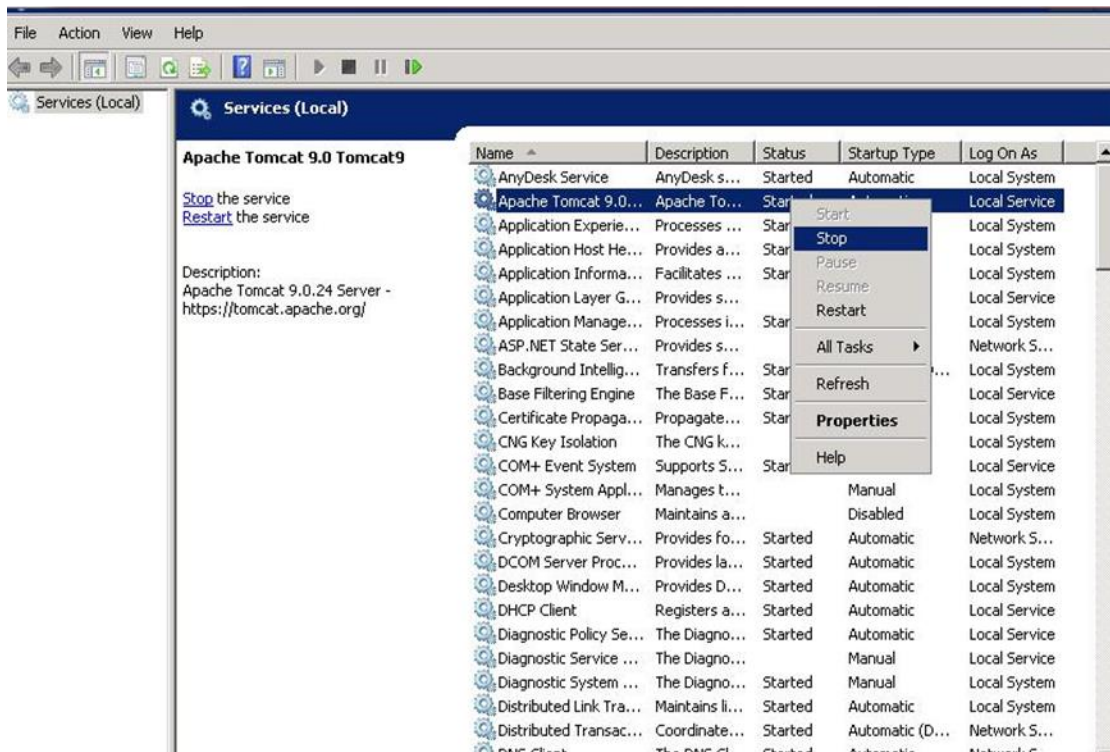 File Action View Help
Services (Local)
Services (Local)
Apache Tomcat 9.0 Tomcat9
Stop the service
Restart the service
Description:
Apache Tomcat 9.0.24 Server -
https://tomcat.apache.org/
Name Description Status Startup Type Log On As
AnyDesk Service AnyDesk s... Started Automatic Local System
Apache Tomcat 9.0... Apache To... Local Service
Application Experie... Processes ... Star Local System
Application Host He... Provides a... Star Local System
Application Informa... Facilitates ... Star Local System
Application Layer G... Provides s... Local Service
Application Manage... Processes i... Star Local System
ASP.NET State Ser... Provides s... Network S...
Background Intellig... Transfers f... Star Local System
Base Filtering Engine The Base F... Star Local Service
Certificate Propaga... Propagate... Star Local System
CNG Key Isolation The CNG k... Local System
COM+ Event System Supports S... Star Local Service
COM+ System Appl... Manages t... Manual Local System
Computer Browser Maintains a... Disabled Local System
Cryptographic Serv... Provides fo... Started Automatic Network S...
DCOM Server Proc... Provides la... Started Automatic Local System
Desktop Window M... Provides D... Started Automatic Local System
DHCP Client Registers a... Started Automatic Local Service
Diagnostic Policy Se... The Diagno... Started Automatic Local Service
Diagnostic Service ... The Diagno... Manual Local Service
Diagnostic System ... The Diagno... Started Manual Local System
Distributed Link Tra... Maintains li... Started Automatic Local System
Distributed Transac... Coordinate... Started Automatic (D... Network S...
Start
Stop
Pause
Resume
Restart
All Tasks
Refresh
Properties
Help